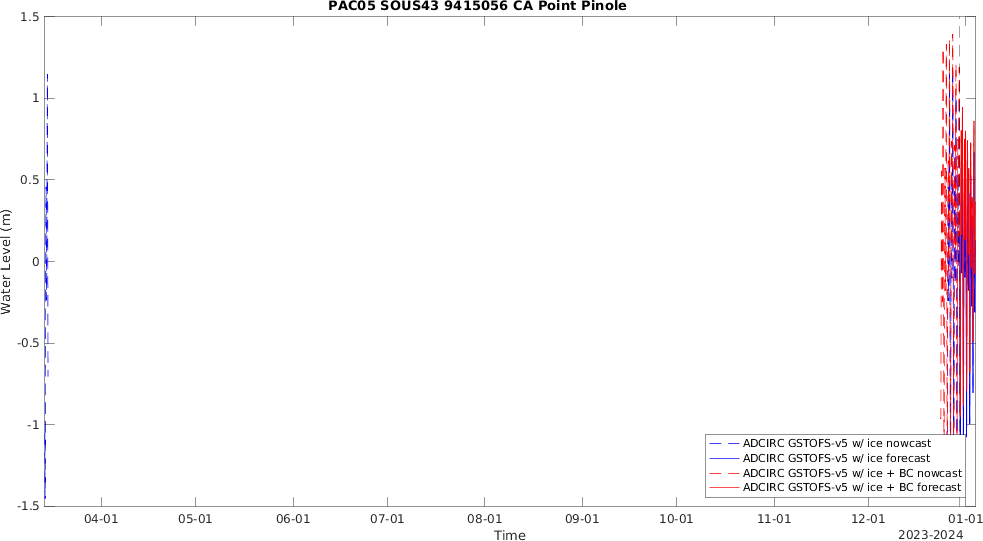 PAC05 SOUS43 9415056 CA Point Pinole
1.5
1
0.5
0
-0.5
-1
-1.5
Water Level (m)
04-01 05-01 06-01 07-01 08-01 09-01 10-01 11-01 12-01 01-01
Time
2023-2024
ADCIRC GSTOFS-v5 w/ ice nowcast
ADCIRC GSTOFS-v5 w/ ice forecast
ADCIRC GSTOFS-v5 w/ ice + BC nowcast
ADCIRC GSTOFS-v5 w/ ice + BC forecast